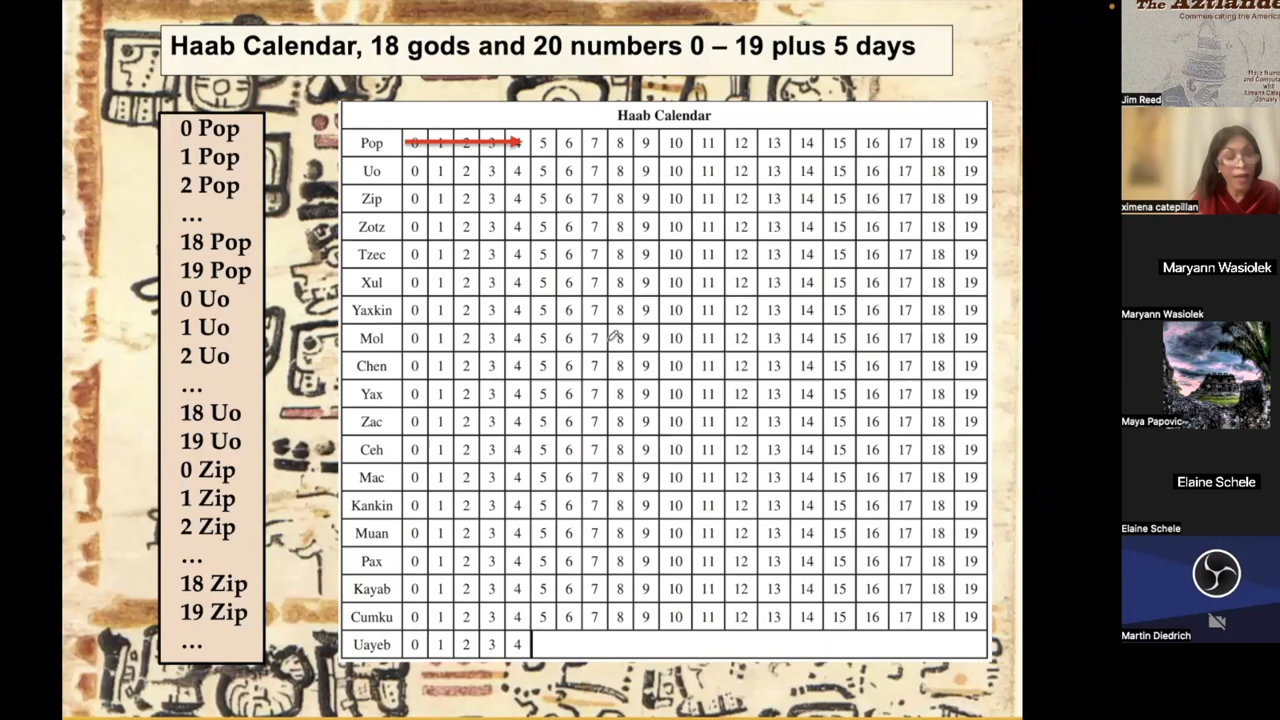 Haab Calendar, 18 gods and 20 numbers 0 – 19 plus 5 days
0 Pop
1 Pop
2 Pop
...
18 Pop
19 Pop
0 Uo
1 Uo
2 Uo
...
18 Uo
19 Uo
0 Zip
1 Zip
2 Zip
...
18 Zip
19 Zip
...
Haab Calendar
Pop 0 1 2 3 4 5 6 7 8 9 10 11 12 13 14 15 16 17 18 19
Uo 0 1 2 3 4 5 6 7 8 9 10 11 12 13 14 15 16 17 18 19
Zip 0 1 2 3 4 5 6 7 8 9 10 11 12 13 14 15 16 17 18 19
Zotz 0 1 2 3 4 5 6 7 8 9 10 11 12 13 14 15 16 17 18 19
Tzec 0 1 2 3 4 5 6 7 8 9 10 11 12 13 14 15 16 17 18 19
Xul 0 1 2 3 4 5 6 7 8 9 10 11 12 13 14 15 16 17 18 19
Yaxkin 0 1 2 3 4 5 6 7 8 9 10 11 12 13 14 15 16 17 18 19
Mol 0 1 2 3 4 5 6 7 8 9 10 11 12 13 14 15 16 17 18 19
Chen 0 1 2 3 4 5 6 7 8 9 10 11 12 13 14 15 16 17 18 19
Yax 0 1 2 3 4 5 6 7 8 9 10 11 12 13 14 15 16 17 18 19
Zac 0 1 2 3 4 5 6 7 8 9 10 11 12 13 14 15 16 17 18 19
Ceh 0 1 2 3 4 5 6 7 8 9 10 11 12 13 14 15 16 17 18 19
Mac 0 1 2 3 4 5 6 7 8 9 10 11 12 13 14 15 16 17 18 19
Kankin 0 1 2 3 4 5 6 7 8 9 10 11 12 13 14 15 16 17 18 19
Muan 0 1 2 3 4 5 6 7 8 9 10 11 12 13 14 15 16 17 18 19
Pax 0 1 2 3 4 5 6 7 8 9 10 11 12 13 14 15 16 17 18 19
Kayab 0 1 2 3 4 5 6 7 8 9 10 11 12 13 14 15 16 17 18 19
Cumku 0 1 2 3 4 5 6 7 8 9 10 11 12 13 14 15 16 17 18 19
Uayeb 0 1 2 3 4
The Aztlande
Communicating the America
with
January
Jim Reed
ximena catepillan
Maryann Wasiolek
Maryann Wasiolek
Maya Papovic
Elaine Schele
Elaine Schele
Martin Diedrich